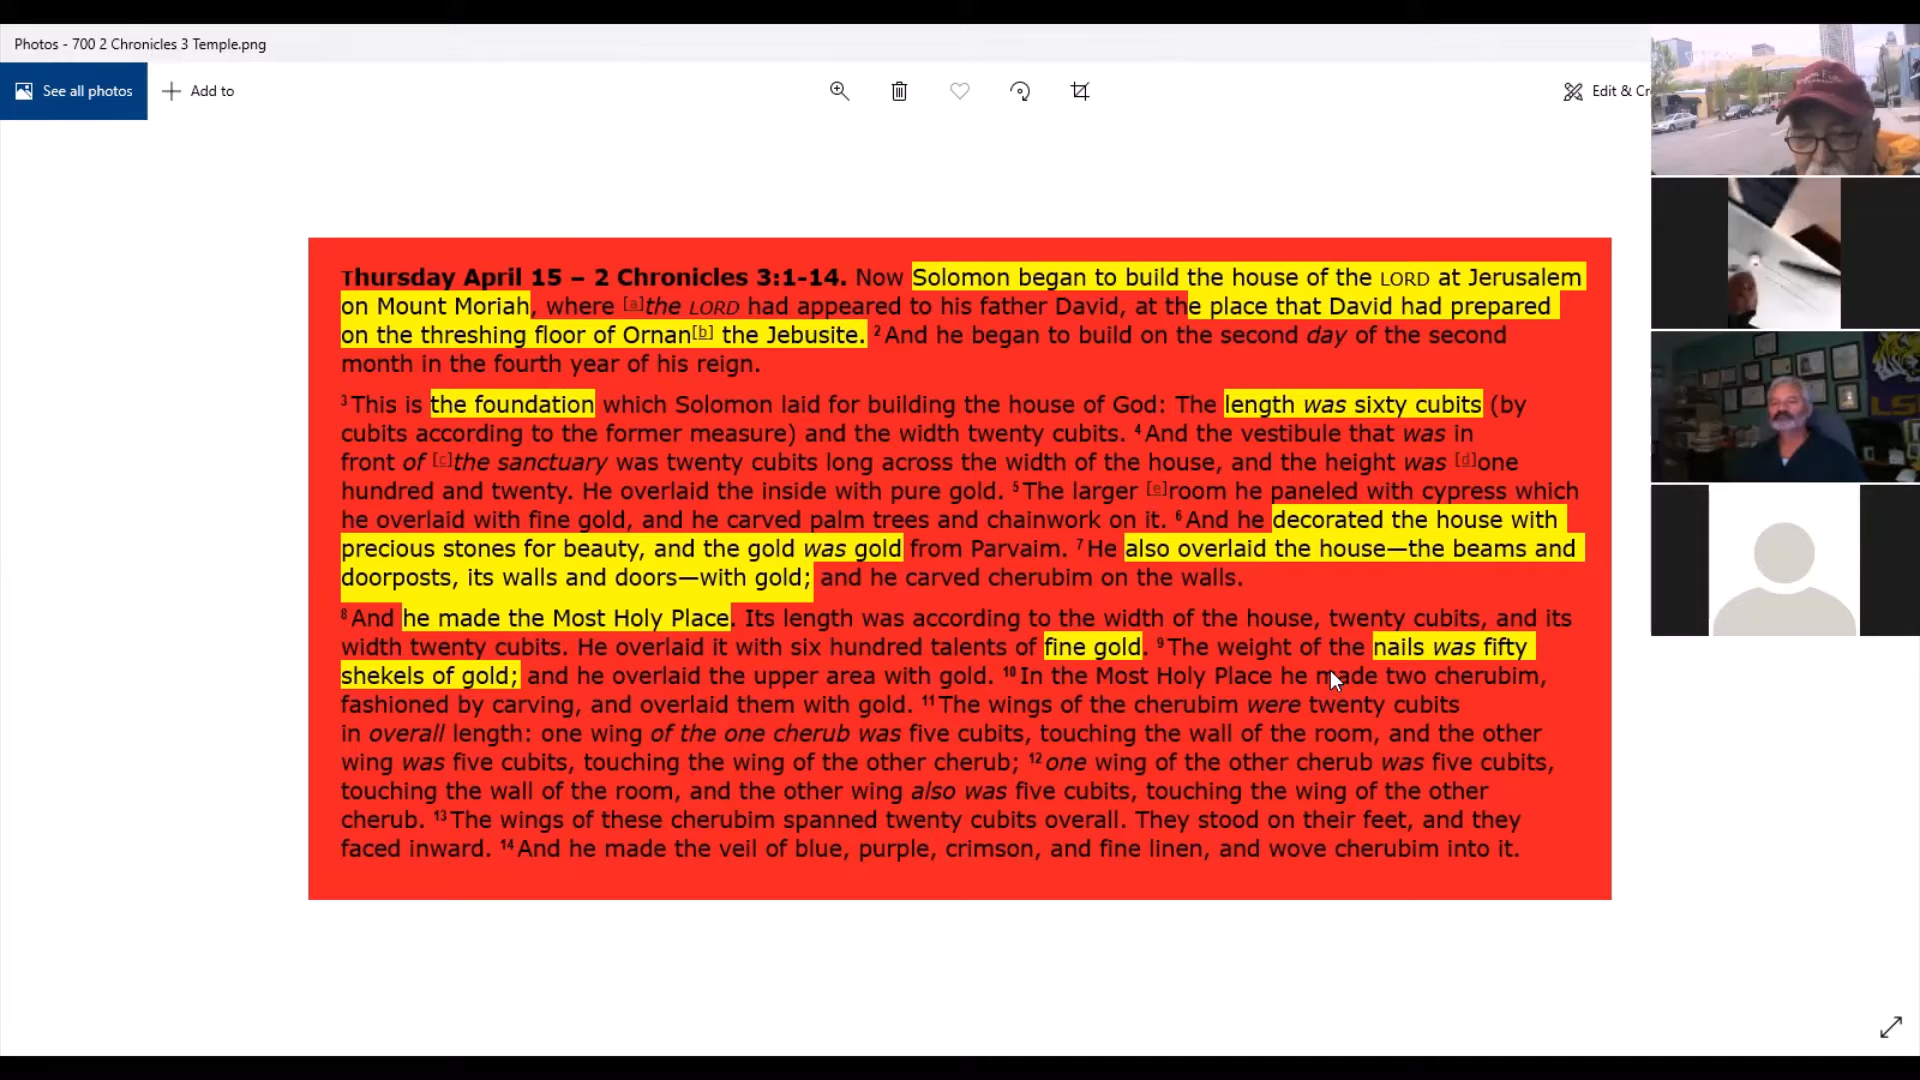 Photos - 700 2 Chronicles 3 Temple.png
See all photos
Add to
Edit & Cr
Thursday April 15 – 2 Chronicles 3:1-14. Now Solomon began to build the house of the LORD at Jerusalem
on Mount Moriah, where [a]the LORD had appeared to his father David, at the place that David had prepared
on the threshing floor of Ornan[b] the Jebusite. 2 And he began to build on the second day of the second
month in the fourth year of his reign.
3 This is the foundation which Solomon laid for building the house of God: The length was sixty cubits (by
cubits according to the former measure) and the width twenty cubits. 4 And the vestibule that was in
front of [c]the sanctuary was twenty cubits long across the width of the house, and the height was [d]one
hundred and twenty. He overlaid the inside with pure gold. 5 The larger [e]room he paneled with cypress which
he overlaid with fine gold, and he carved palm trees and chainwork on it. 6 And he decorated the house with
precious stones for beauty, and the gold was gold from Parvaim. 7 He also overlaid the house—the beams and
doorposts, its walls and doors—with gold; and he carved cherubim on the walls.
8 And he made the Most Holy Place. Its length was according to the width of the house, twenty cubits, and its
width twenty cubits. He overlaid it with six hundred talents of fine gold. 9 The weight of the nails was fifty
shekels of gold; and he overlaid the upper area with gold. 10 In the Most Holy Place he made two cherubim,
fashioned by carving, and overlaid them with gold. 11 The wings of the cherubim were twenty cubits
in overall length: one wing of the one cherub was five cubits, touching the wall of the room, and the other
wing was five cubits, touching the wing of the other cherub; 12 one wing of the other cherub was five cubits,
touching the wall of the room, and the other wing also was five cubits, touching the wing of the other
cherub. 13 The wings of these cherubim spanned twenty cubits overall. They stood on their feet, and they
faced inward. 14 And he made the veil of blue, purple, crimson, and fine linen, and wove cherubim into it.
LS